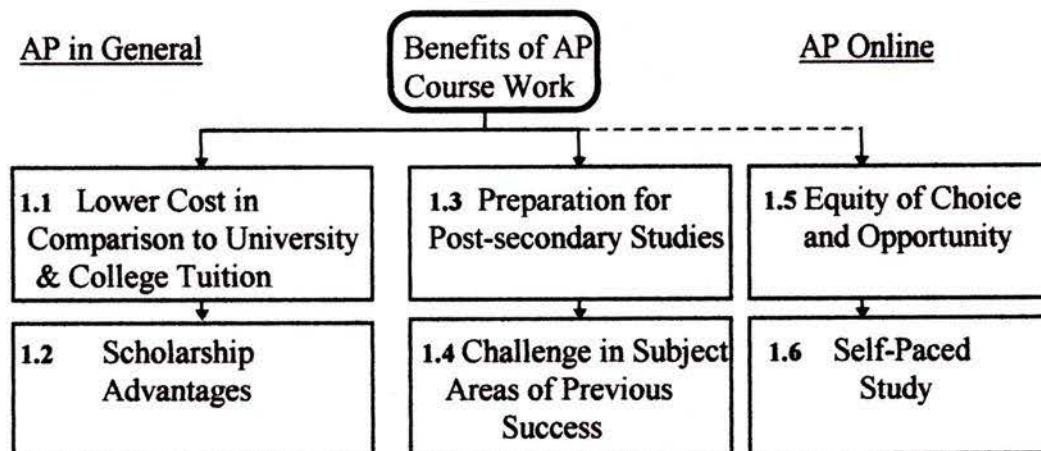 AP in General
Benefits of AP
Course Work
AP Online
1.1 Lower Cost in
Comparison to University
& College Tuition
1.3 Preparation for
Post-secondary Studies
1.5 Equity of Choice
and Opportunity
1.2 Scholarship
Advantages
1.4 Challenge in Subject
Areas of Previous
Success
1.6 Self-Paced
Study